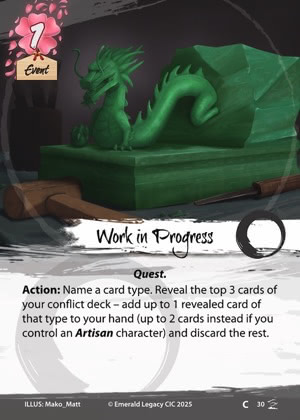 1
Event
Work in Progress
Quest.
Action: Name a card type. Reveal the top 3 cards of
your conflict deck – add up to 1 revealed card of
that type to your hand (up to 2 cards instead if you
control an Artisan character) and discard the rest.
ILLUS: Mako_Matt © Emerald Legacy CIC 2025 C 30